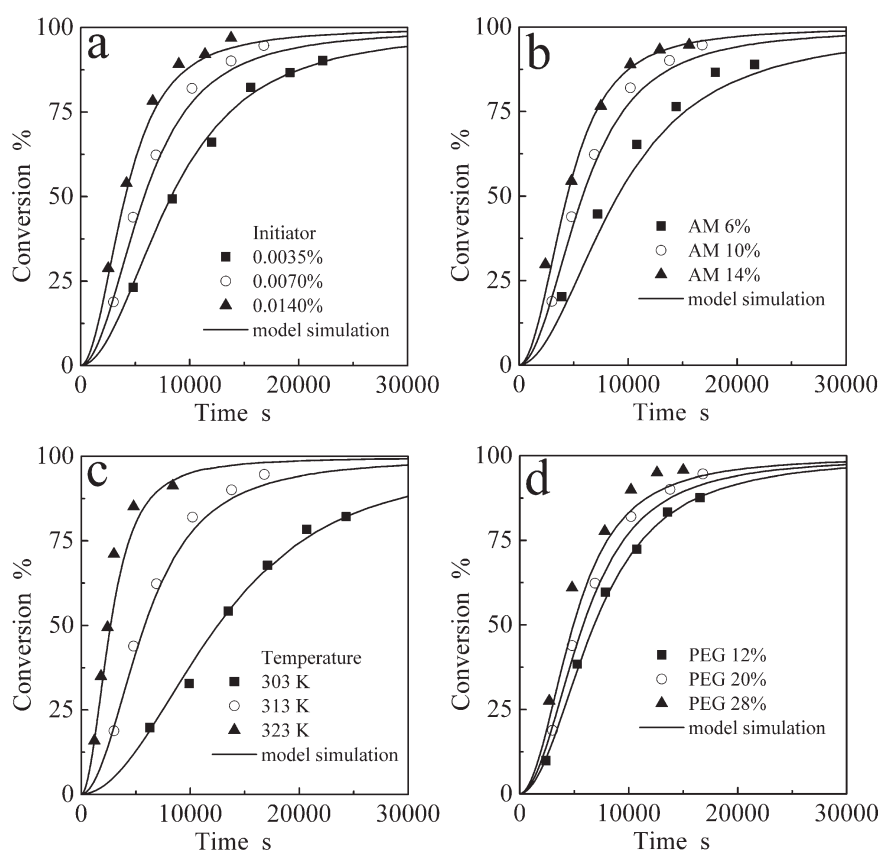 a
100
75
50
25
0
Conversion %
Initiator
0.0035%
0.0070%
0.0140%
model simulation
0 10000 20000 30000
Time s
b
100
75
50
25
0
Conversion %
AM 6%
AM 10%
AM 14%
model simulation
0 10000 20000 30000
Time s
c
100
75
50
25
0
Conversion %
Temperature
303 K
313 K
323 K
model simulation
0 10000 20000 30000
Time s
d
100
75
50
25
0
Conversion %
PEG 12%
PEG 20%
PEG 28%
model simulation
0 10000 20000 30000
Time s